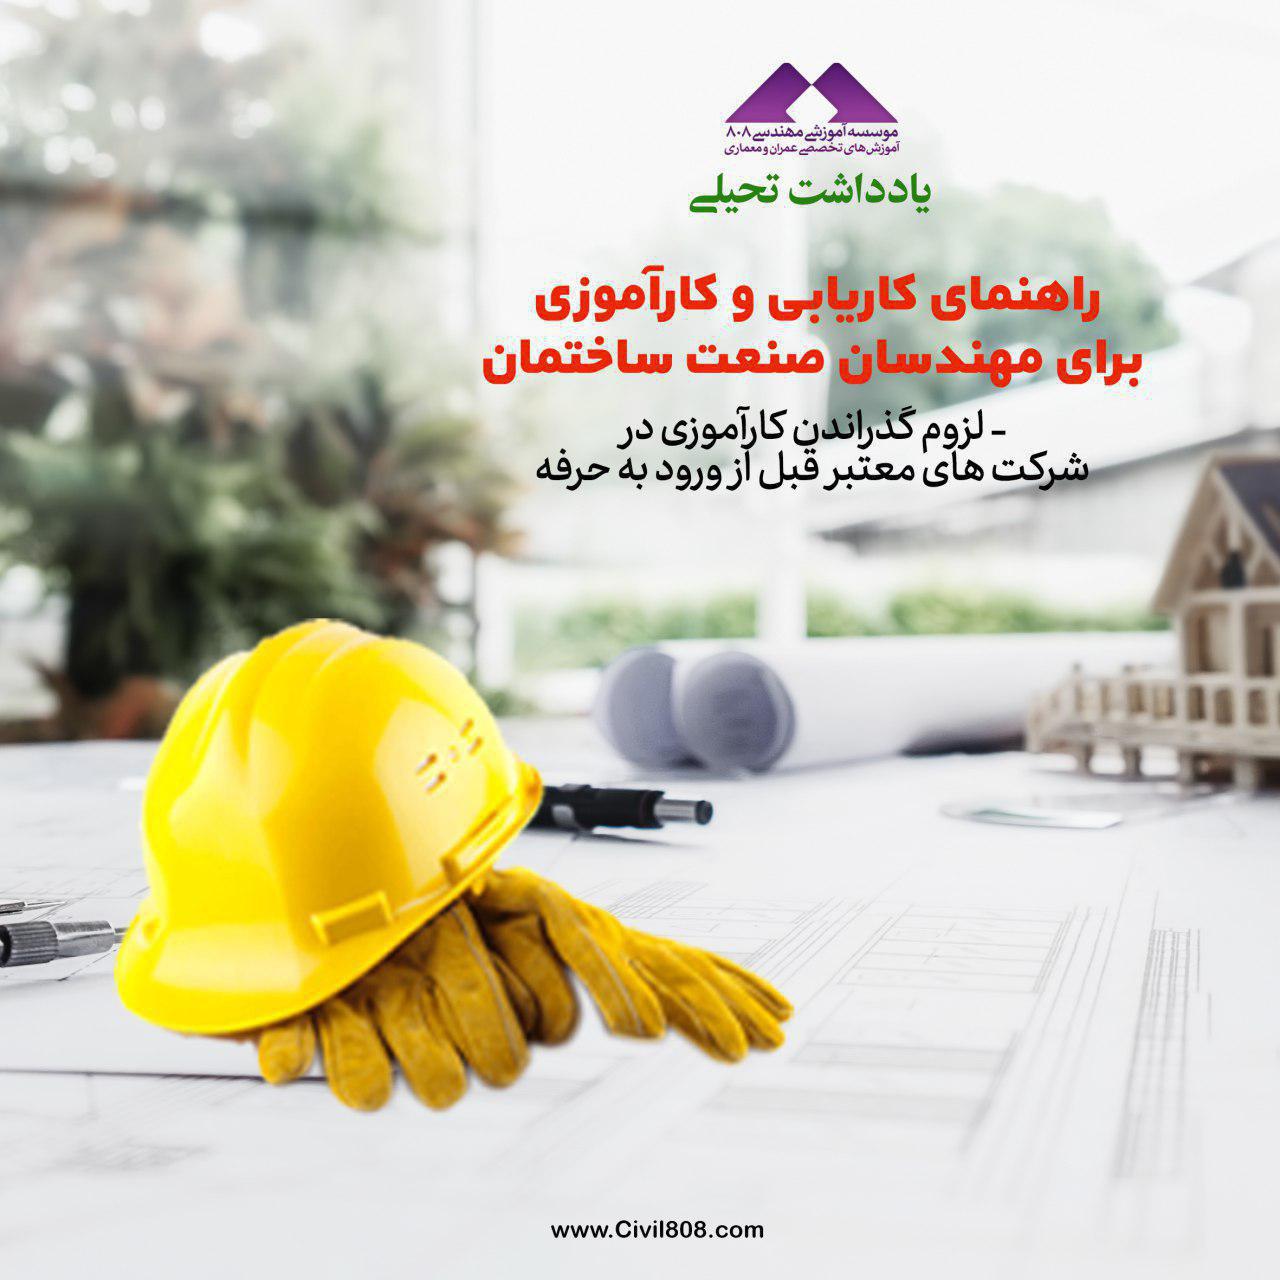 موسسه آموزشی مهندسی ۸۰۸
آموزش‌های تخصصی عمران و معماری
یادداشت تحیلی
راهنمای کاریابی و کارآموزی
برای مهندسان صنعت ساختمان
- لزوم گذراندن کارآموزی در
شرکت های معتبر قبل از ورود به حرفه
www.Civil808.com